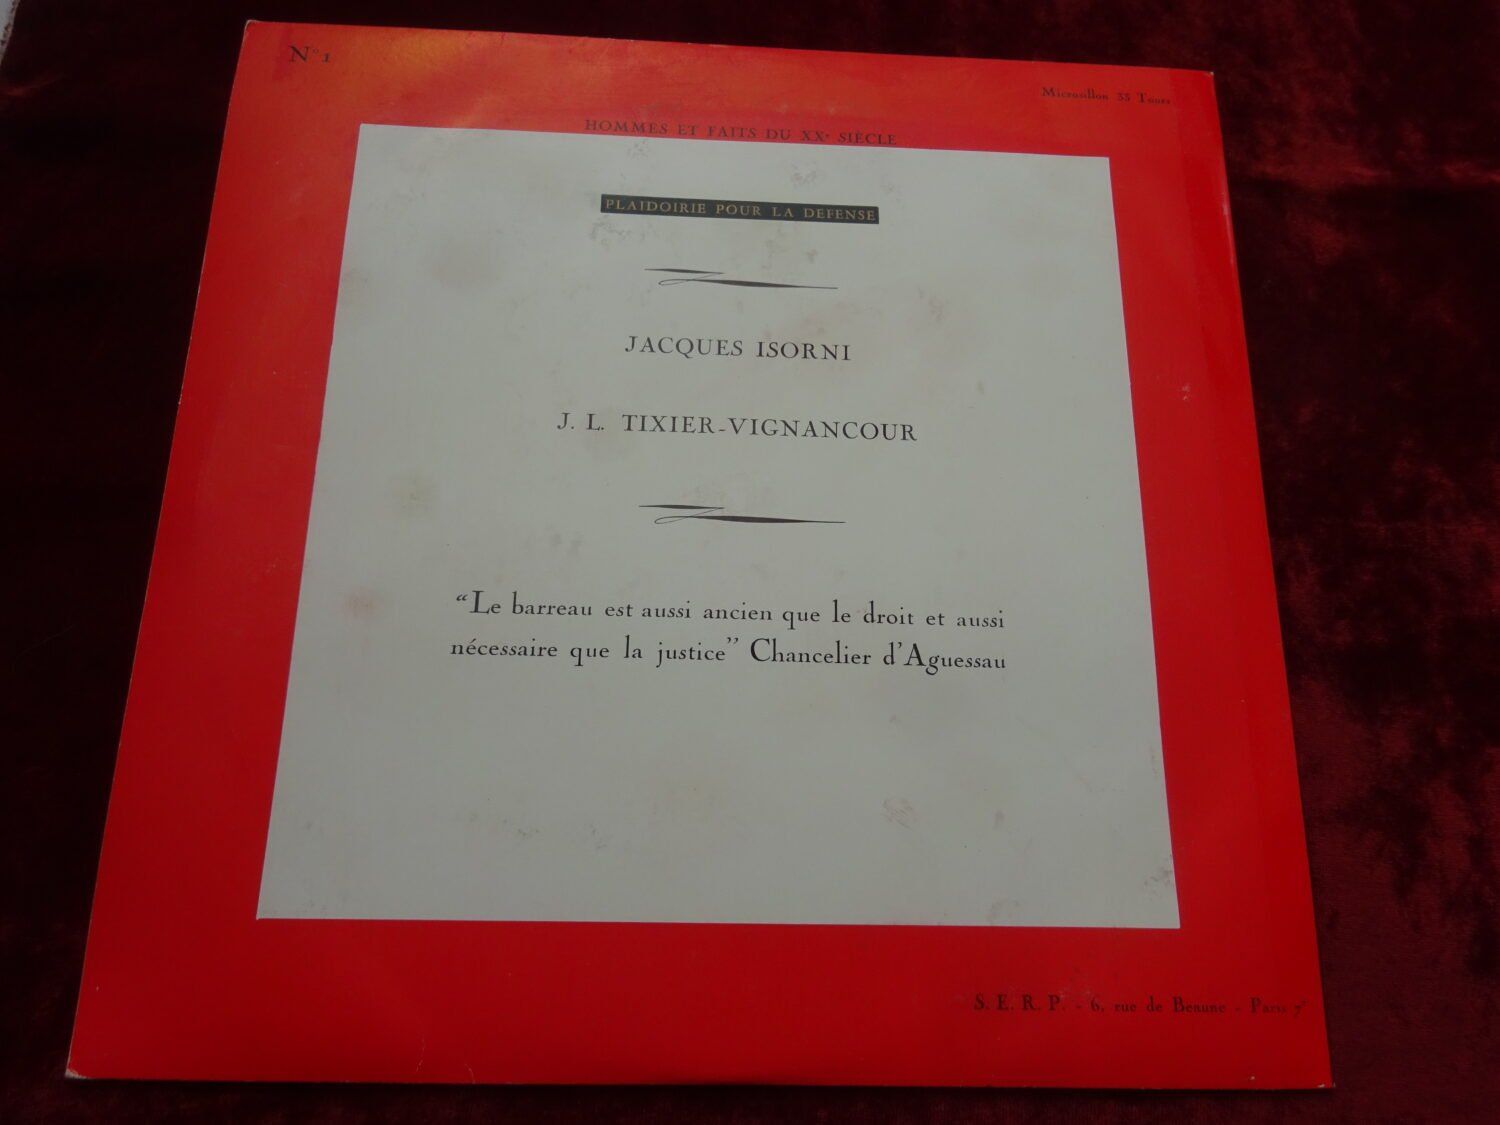 N° 1
Microsillon 33 Tours
HOMMES ET FAITS DU XXe SIÈCLE
PLAIDOIRIE POUR LA DEFENSE
JACQUES ISORNI
J. L. TIXIER-VIGNANCOUR
“Le barreau est aussi ancien que le droit et aussi
nécessaire que la justice” Chancelier d’Aguessau
S. E. R. P. - 6, rue de Beaune - Paris 7e